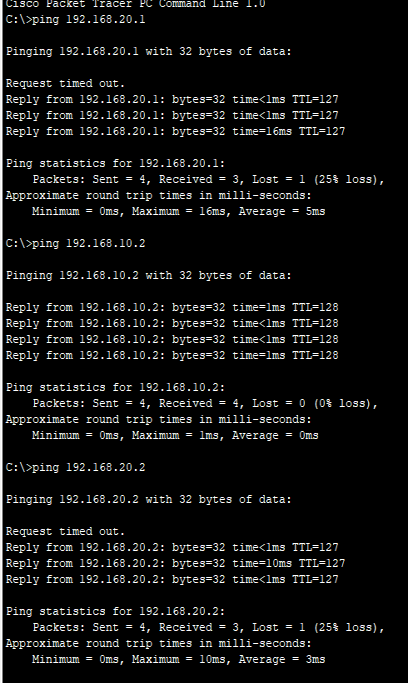 Cisco Packet Tracer PC Command Line 1.0
C:\>ping 192.168.20.1
Pinging 192.168.20.1 with 32 bytes of data:
Request timed out.
Reply from 192.168.20.1: bytes=32 time<1ms TTL=127
Reply from 192.168.20.1: bytes=32 time<1ms TTL=127
Reply from 192.168.20.1: bytes=32 time=16ms TTL=127
Ping statistics for 192.168.20.1:
Packets: Sent = 4, Received = 3, Lost = 1 (25% loss),
Approximate round trip times in milli-seconds:
Minimum = 0ms, Maximum = 16ms, Average = 5ms
C:\>ping 192.168.10.2
Pinging 192.168.10.2 with 32 bytes of data:
Reply from 192.168.10.2: bytes=32 time=1ms TTL=128
Reply from 192.168.10.2: bytes=32 time<1ms TTL=128
Reply from 192.168.10.2: bytes=32 time<1ms TTL=128
Reply from 192.168.10.2: bytes=32 time=1ms TTL=128
Ping statistics for 192.168.10.2:
Packets: Sent = 4, Received = 4, Lost = 0 (0% loss),
Approximate round trip times in milli-seconds:
Minimum = 0ms, Maximum = 1ms, Average = 0ms
C:\>ping 192.168.20.2
Pinging 192.168.20.2 with 32 bytes of data:
Request timed out.
Reply from 192.168.20.2: bytes=32 time<1ms TTL=127
Reply from 192.168.20.2: bytes=32 time=10ms TTL=127
Reply from 192.168.20.2: bytes=32 time<1ms TTL=127
Ping statistics for 192.168.20.2:
Packets: Sent = 4, Received = 3, Lost = 1 (25% loss),
Approximate round trip times in milli-seconds:
Minimum = 0ms, Maximum = 10ms, Average = 3ms